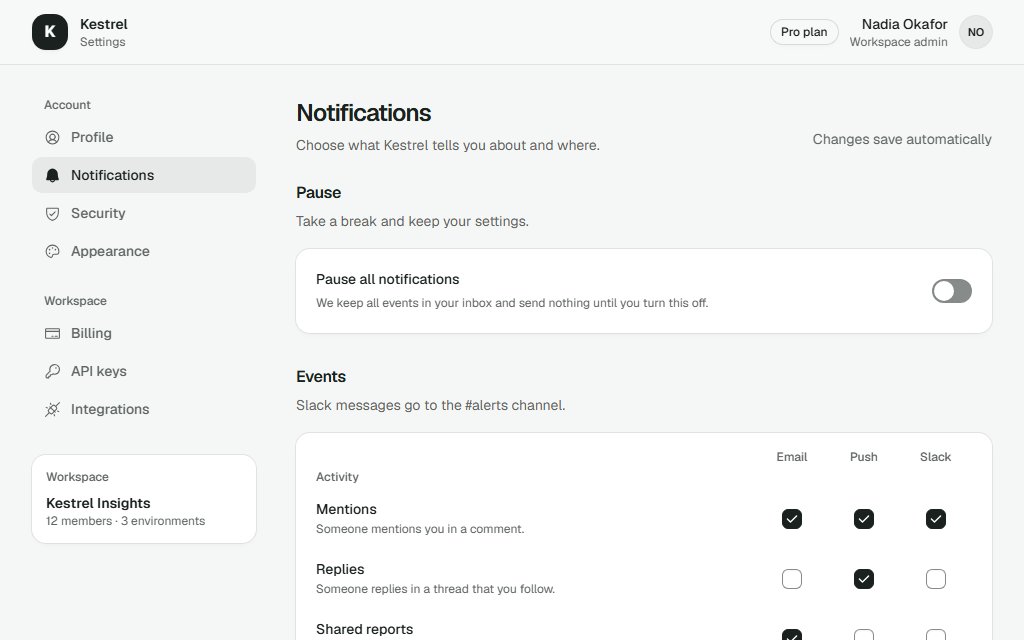 K
Kestrel
Settings
Pro plan
Nadia Okafor
Workspace admin
NO
Account
Profile
Notifications
Security
Appearance
Workspace
Billing
API keys
Integrations
Workspace
Kestrel Insights
12 members · 3 environments
Notifications
Choose what Kestrel tells you about and where.
Changes save automatically
Pause
Take a break and keep your settings.
Pause all notifications
We keep all events in your inbox and send nothing until you turn this off.
Events
Slack messages go to the #alerts channel.
Email Push Slack
Activity
Mentions
Someone mentions you in a comment.
Replies
Someone replies in a thread that you follow.
Shared reports